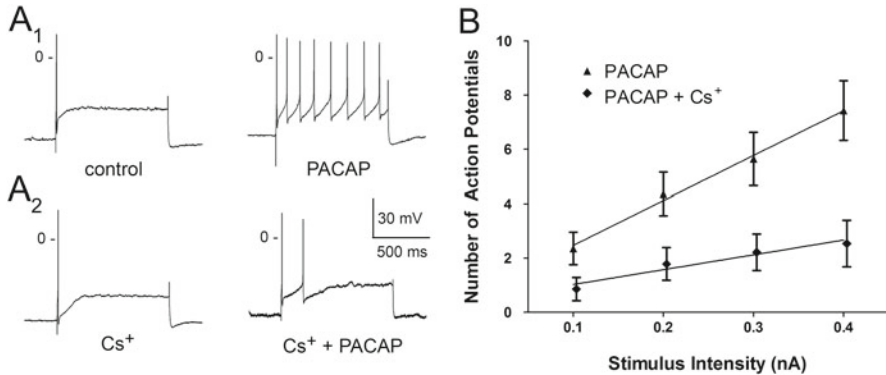 A1
0 -
control
0 -
PACAP
A2
0 -
Cs⁺
0 -
30 mV
500 ms
Cs⁺ + PACAP
B
PACAP
PACAP + Cs⁺
Number of Action Potentials
10
8
6
4
2
0
0.1 0.2 0.3 0.4
Stimulus Intensity (nA)